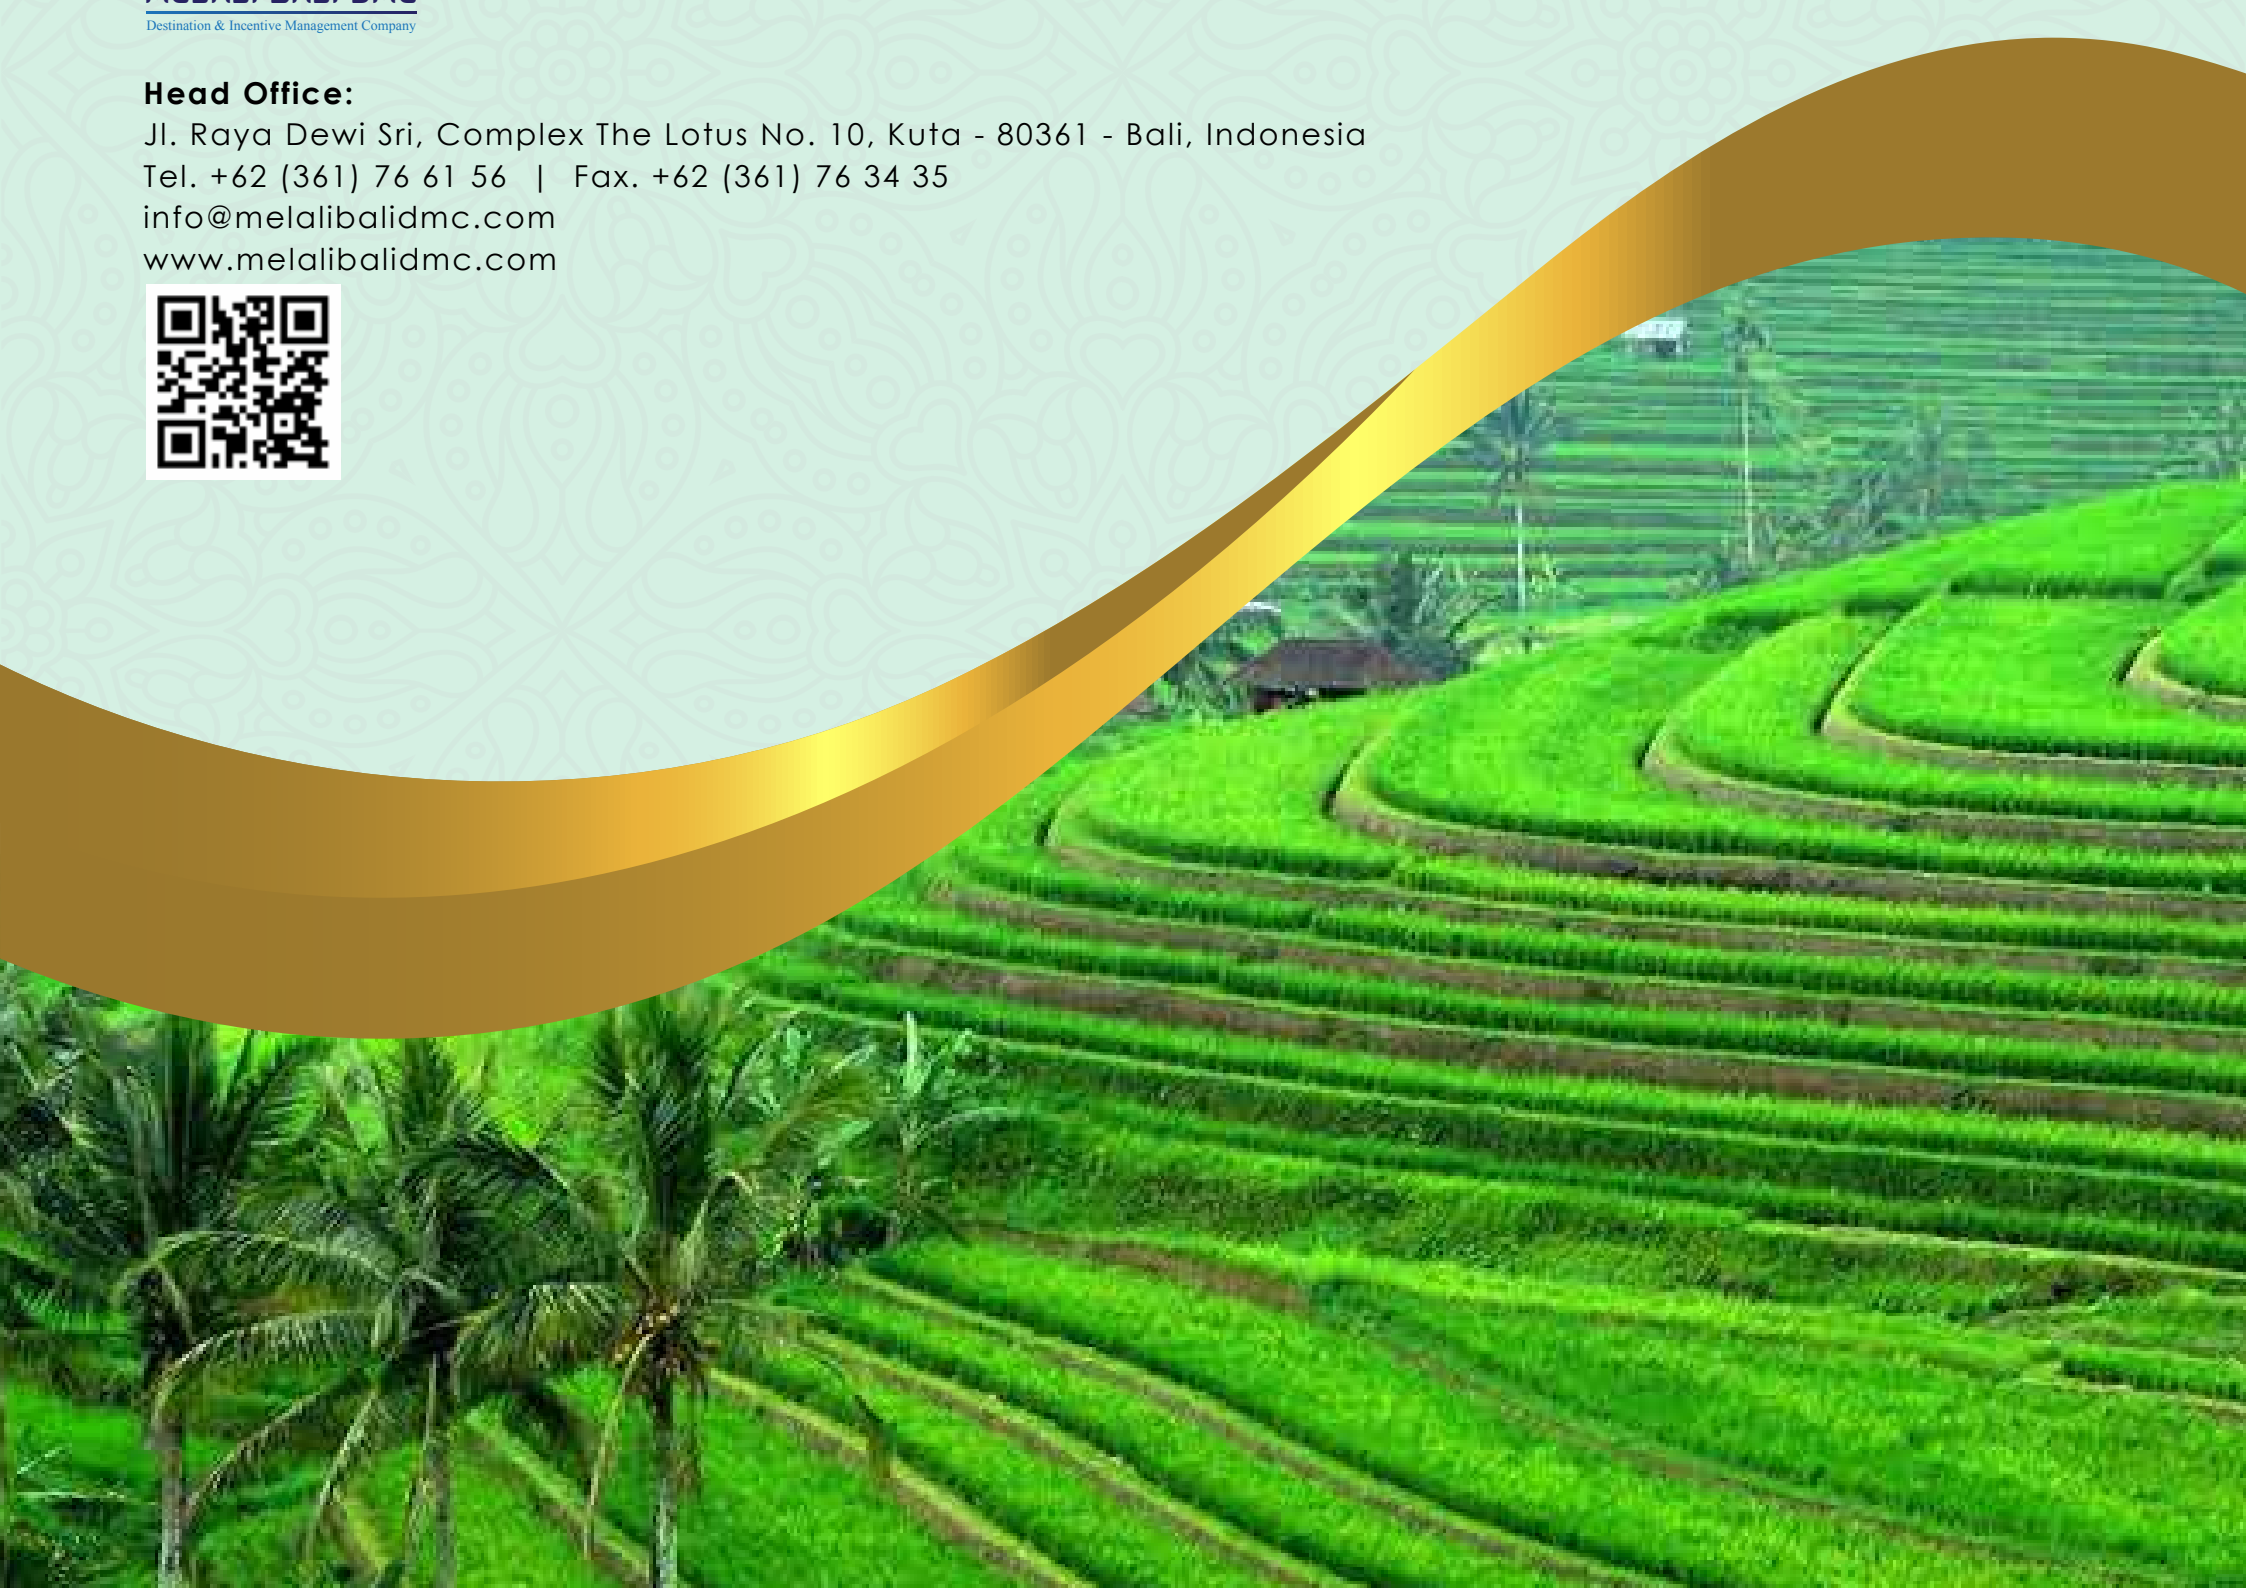 Destination & Incentive Management Company
Head Office:
Jl. Raya Dewi Sri, Complex The Lotus No. 10, Kuta - 80361 - Bali, Indonesia
Tel. +62 (361) 76 61 56 | Fax. +62 (361) 76 34 35
info@melalibalidmc.com
www.melalibalidmc.com